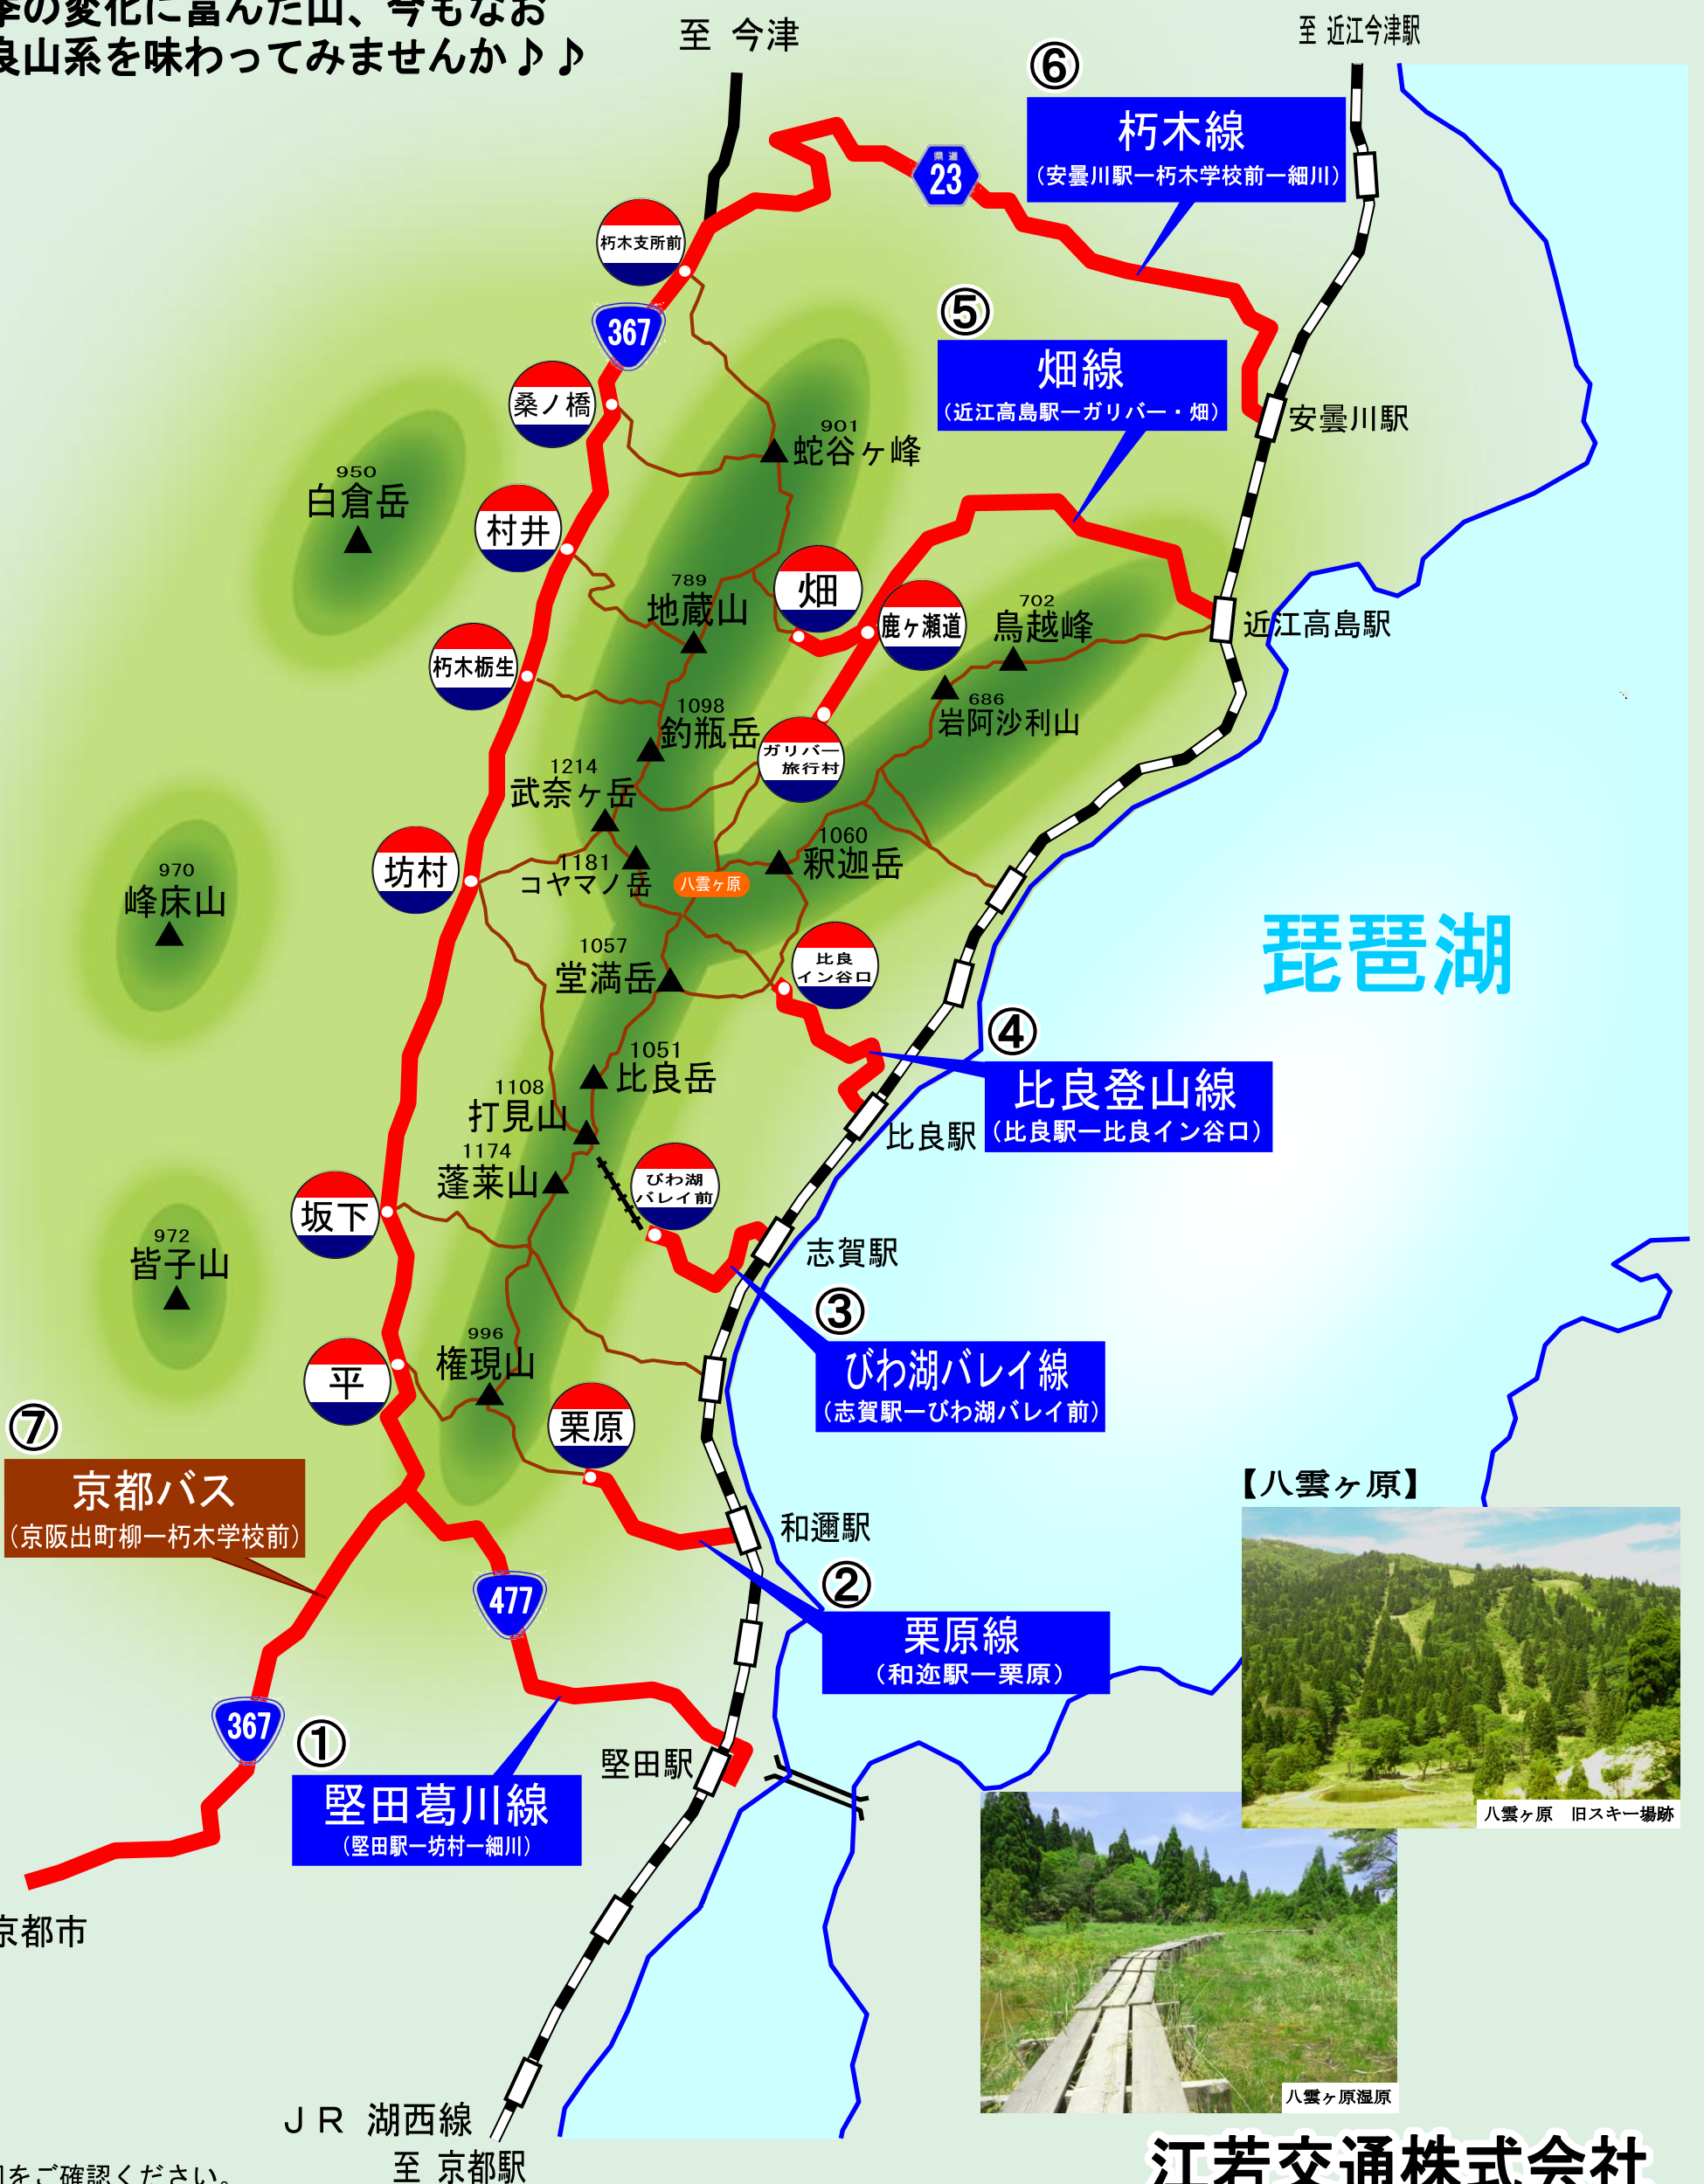 季の変化に富んだ山、今もなお
良山系を味わってみませんか♪♪
至 今津
至 近江今津駅
⑥
朽木線
（安曇川駅ー朽木学校前ー細川）
県道
23
朽木支所前
367
⑤
畑線
（近江高島駅ーガリバー・畑）
桑ノ橋
安曇川駅
901
蛇谷ヶ峰
950
白倉岳
村井
789
地蔵山
畑
鹿ヶ瀬道
702
鳥越峰
近江高島駅
朽木栃生
686
岩阿沙利山
1098
釣瓶岳
ガリバー
旅行村
1214
武奈ヶ岳
坊村
1181
コヤマノ岳
八雲ヶ原
1060
釈迦岳
970
峰床山
琵琶湖
1057
堂満岳
比良
イン谷口
④
比良登山線
（比良駅ー比良イン谷口）
1051
比良岳
1108
打見山
比良駅
1174
蓬莱山
びわ湖
バレイ前
坂下
972
皆子山
志賀駅
③
びわ湖バレイ線
（志賀駅ーびわ湖バレイ前）
996
権現山
平
栗原
⑦
京都バス
（京阪出町柳ー朽木学校前）
【八雲ヶ原】
和邇駅
②
栗原線
（和迩駅ー栗原）
477
367
①
堅田葛川線
（堅田駅ー坊村ー細川）
堅田駅
八雲ヶ原　旧スキー場跡
京都市
八雲ヶ原湿原
ＪＲ 湖西線
至 京都駅
をご確認ください。
江若交通株式会社